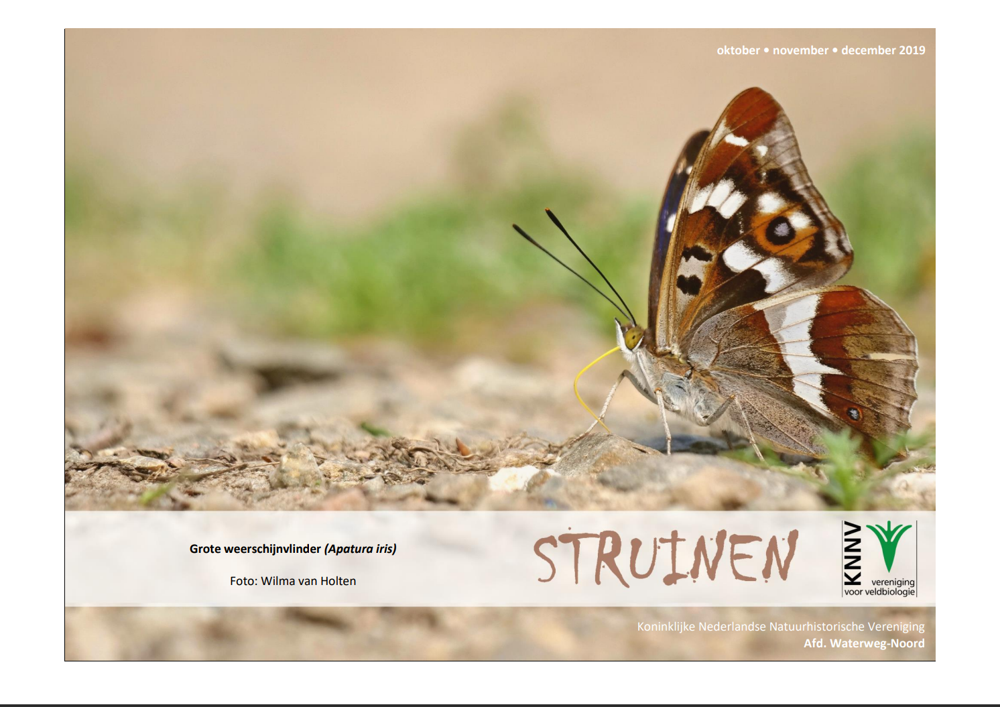 oktober • november • december 2019
Grote weerschijnvlinder (Apatura iris)
Foto: Wilma van Holten
STRUINEN
KNNV
vereniging
voor veldbiologie
Koninklijke Nederlandse Natuurhistorische Vereniging
Afd. Waterweg-Noord